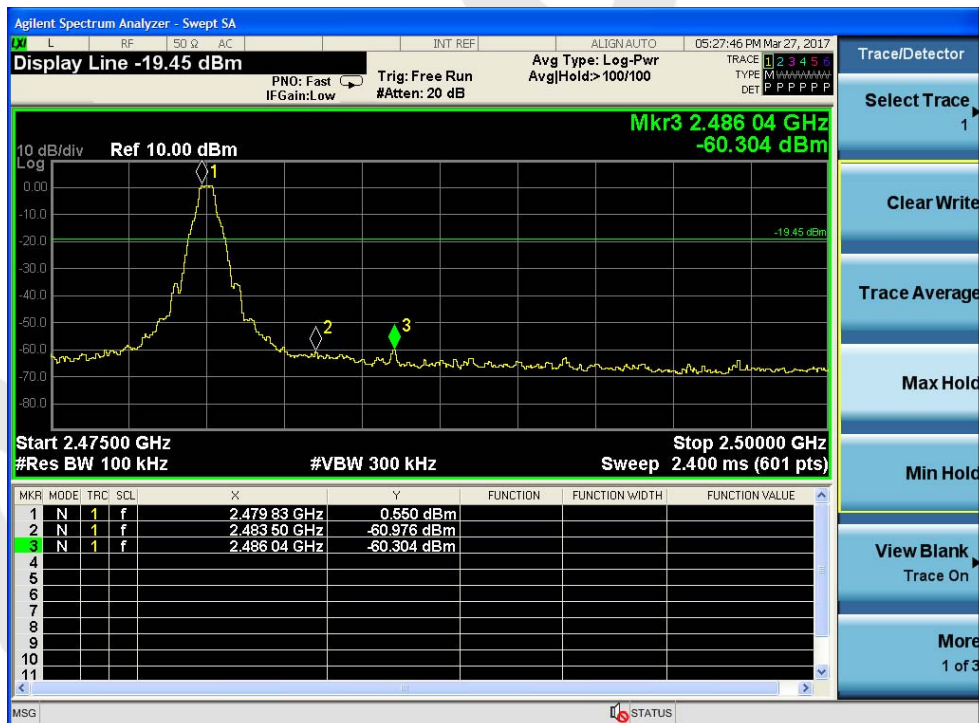 Agilent Spectrum Analyzer - Swept SA
LXI L RF 50 Ω AC INT REF ALIGN AUTO 05:27:46 PM Mar 27, 2017
Display Line -19.45 dBm
PNO: Fast
IFGain:Low
Trig: Free Run
#Atten: 20 dB
Avg Type: Log-Pwr
Avg|Hold:>100/100
TRACE 1 2 3 4 5 6
TYPE M
DET P P P P P P
Mkr3 2.486 04 GHz
-60.304 dBm
10 dB/div Ref 10.00 dBm
Log
0.00
-10.0
-20.0
-30.0
-40.0
-50.0
-60.0
-70.0
-80.0
1
-19.45 dBm
2
3
Start 2.47500 GHz Stop 2.50000 GHz
#Res BW 100 kHz #VBW 300 kHz Sweep 2.400 ms (601 pts)
MKR MODE TRC SCL X Y FUNCTION FUNCTION WIDTH FUNCTION VALUE
1 N 1 f 2.479 83 GHz 0.550 dBm
2 N 1 f 2.483 50 GHz -60.976 dBm
3 N 1 f 2.486 04 GHz -60.304 dBm
4
5
6
7
8
9
10
11
MSG STATUS
Trace/Detector
Select Trace
1
Clear Write
Trace Average
Max Hold
Min Hold
View Blank
Trace On
More
1 of 3